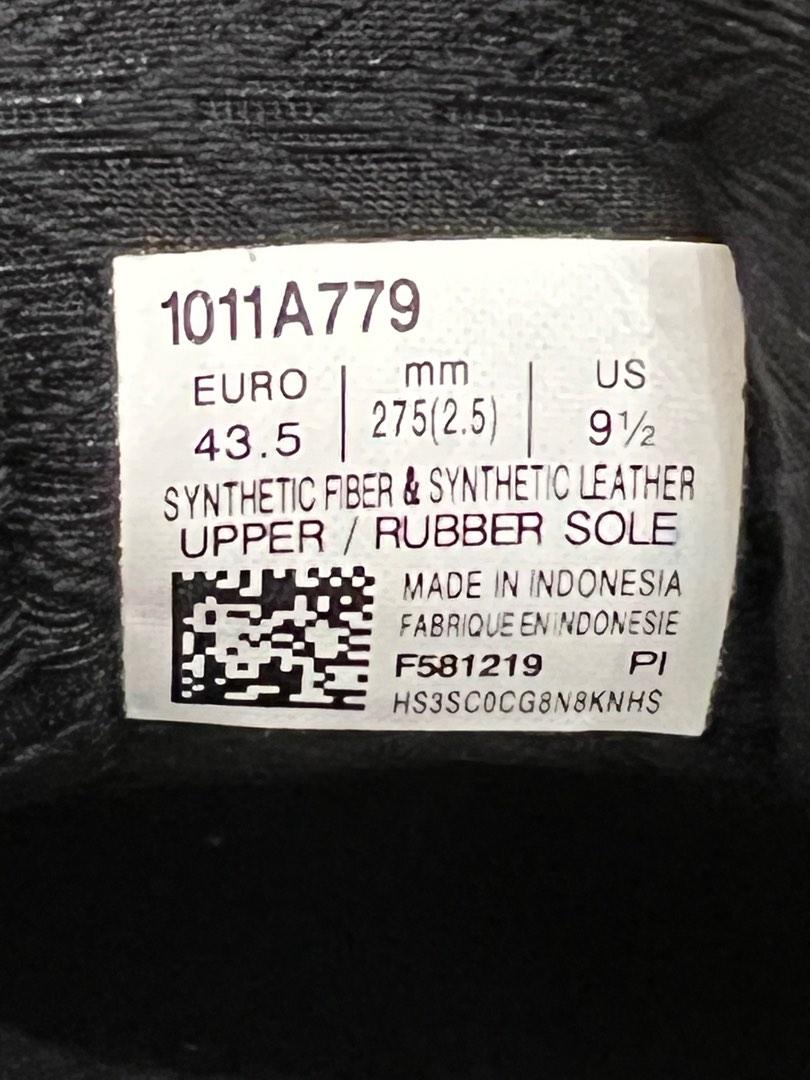 1011A779
EURO | mm | US
43.5 | 275(2.5) | 9½
SYNTHETIC FIBER & SYNTHETIC LEATHER
UPPER / RUBBER SOLE
MADE IN INDONESIA
FABRIQUE EN INDONESIE
F581219 PI
HS3SC0CG8N8KNHS